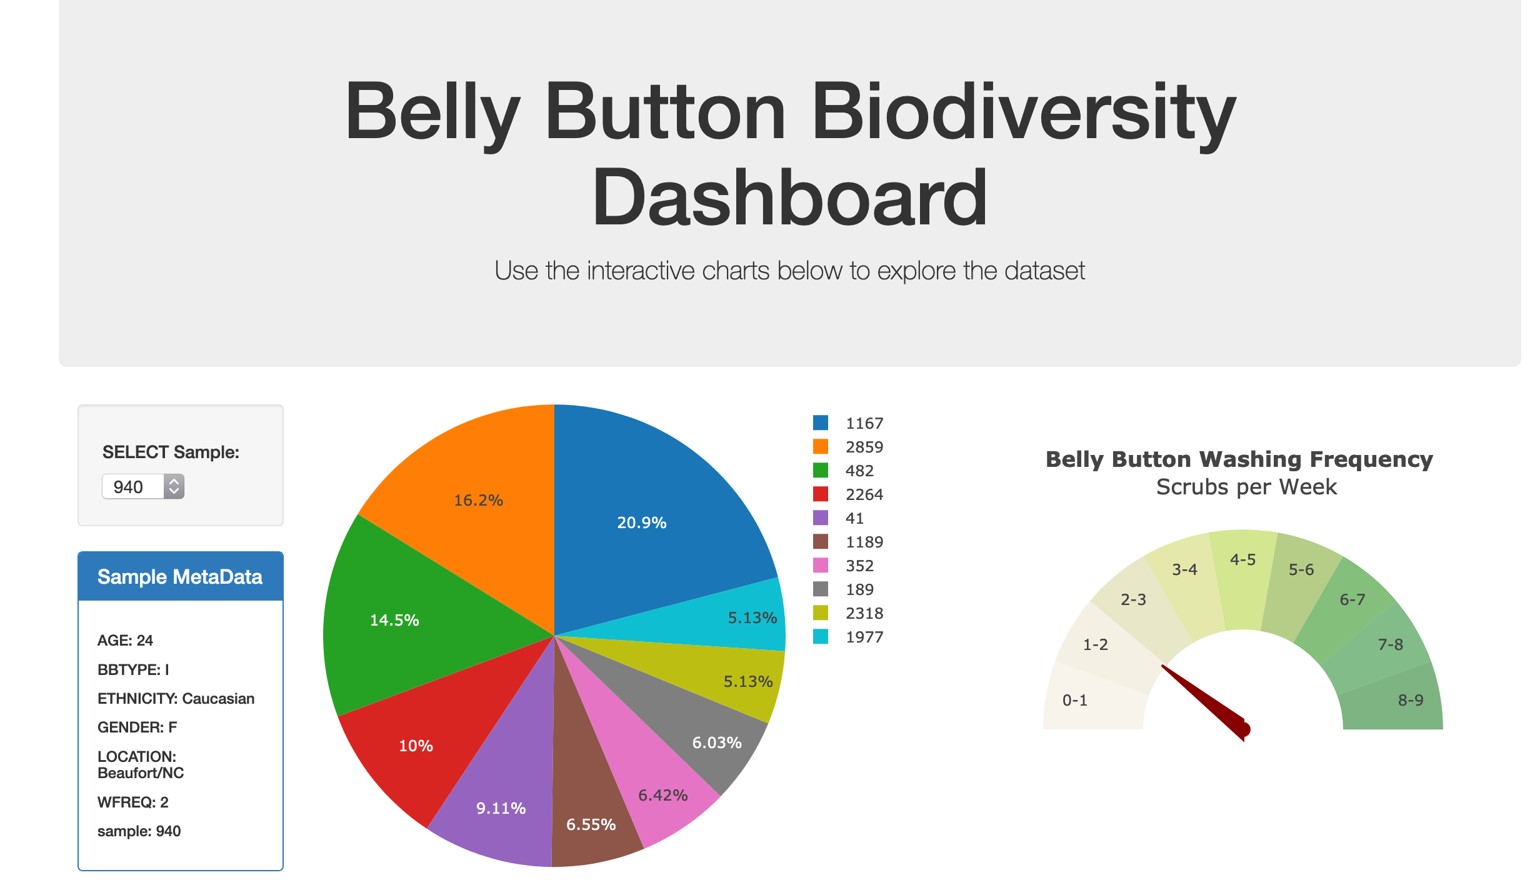 Belly Button Biodiversity
Dashboard
Use the interactive charts below to explore the dataset
SELECT Sample:
940
Sample MetaData
AGE: 24
BBTYPE: I
ETHNICITY: Caucasian
GENDER: F
LOCATION:
Beaufort/NC
WFREQ: 2
sample: 940
20.9%
16.2%
14.5%
10%
9.11%
6.55%
6.42%
6.03%
5.13%
5.13%
1167
2859
482
2264
41
1189
352
189
2318
1977
Belly Button Washing Frequency
Scrubs per Week
0-1
1-2
2-3
3-4
4-5
5-6
6-7
7-8
8-9